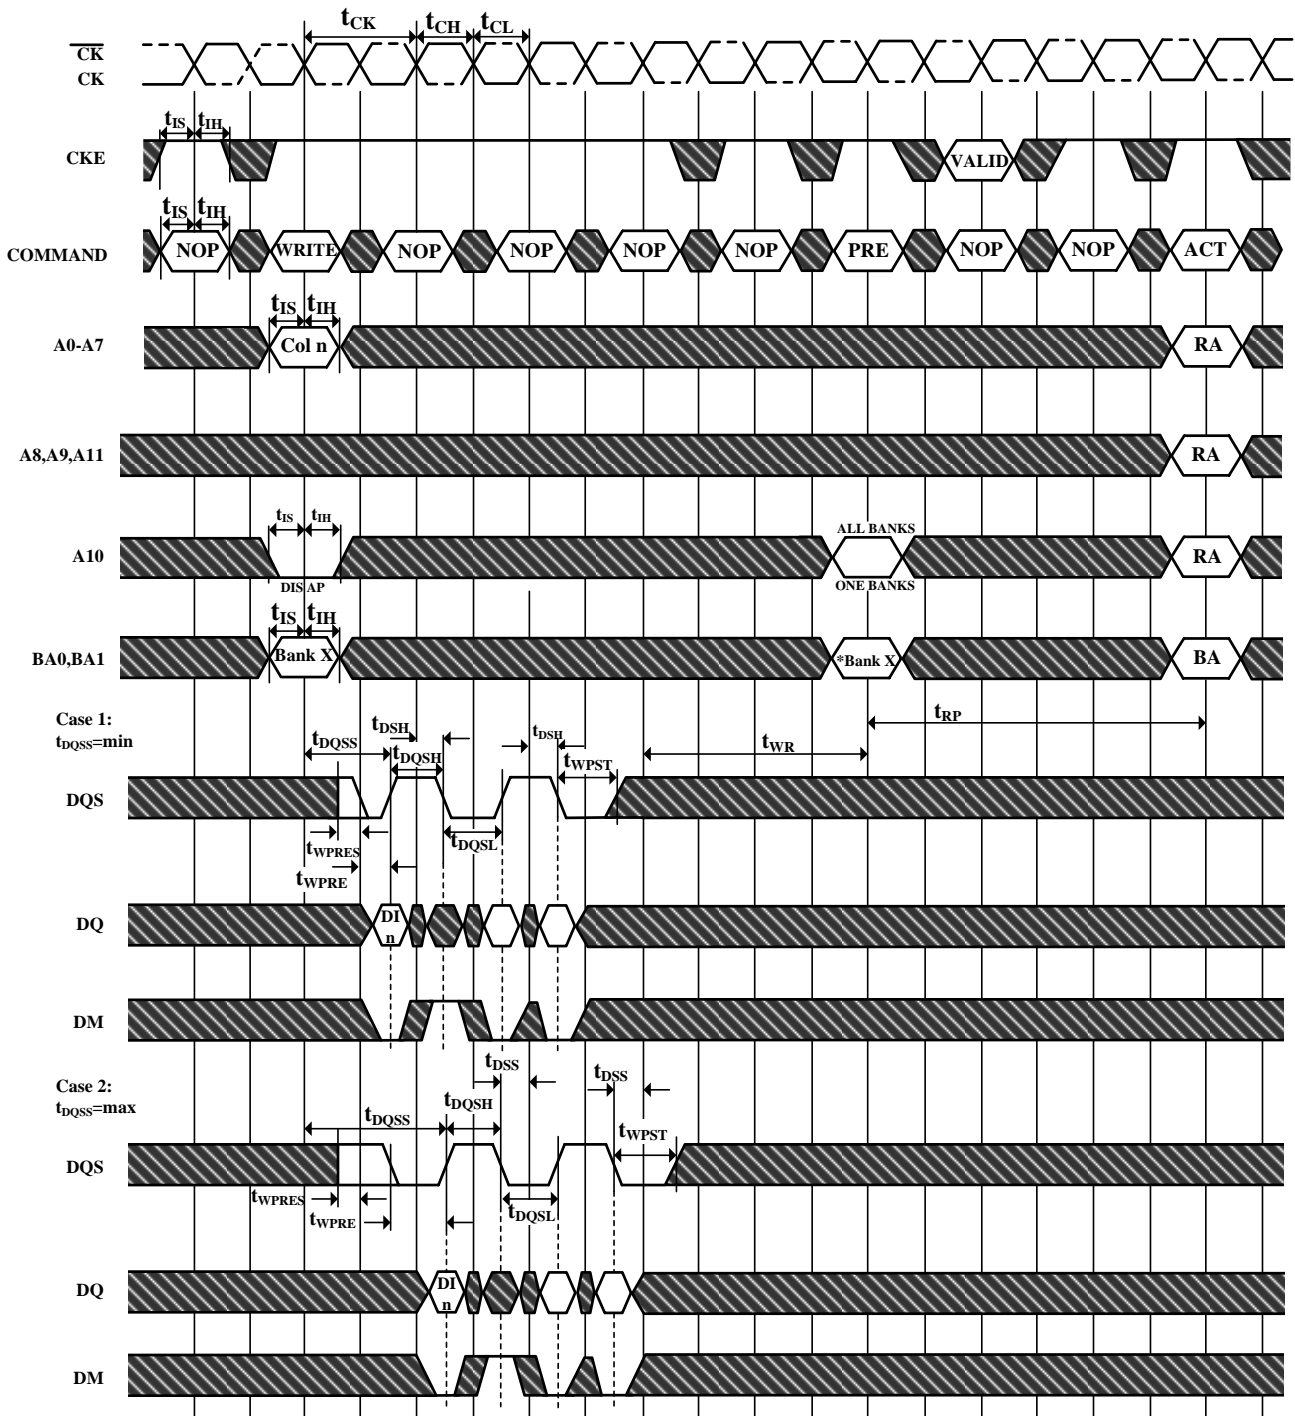 tCK tCH tCL
CK
CK
tIS tIH
CKE VALID
tIS tIH
COMMAND NOP WRITE NOP NOP NOP NOP PRE NOP NOP ACT
tIS tIH
A0-A7 Col n RA
A8,A9,A11 RA
tIS tIH ALL BANKS
A10 RA
DIS AP ONE BANKS
tIS tIH
BA0,BA1 Bank X *Bank X BA
Case 1:
tDQSS=min
tDQSS tDSH tDQSH tDSH tWPST tWR tRP
DQS
tWPRES tDQSL
tWPRE
DQ DI
n
DM
Case 2:
tDQSS=max
tDSS tDSS
tDQSS tDQSH tWPST
DQS
tWPRES tWPRE tDQSL
DQ DI
n
DM